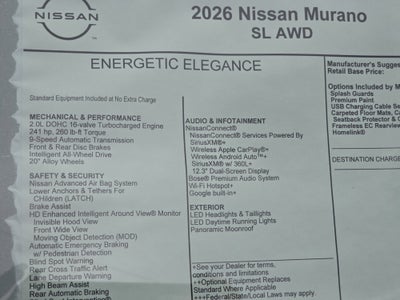 NISSAN
2026 Nissan Murano
SL AWD
ENERGETIC ELEGANCE
Standard Equipment Included at No Extra Charge
MECHANICAL & PERFORMANCE
2.0L DOHC 16-valve Turbocharged Engine
241 hp, 260 lb-ft Torque
9-Speed Automatic Transmission
Front & Rear Disc Brakes
Intelligent All-Wheel Drive
20" Alloy Wheels
SAFETY & SECURITY
Nissan Advanced Air Bag System
Lower Anchors & Tethers For
Children (LATCH)
Brake Assist
HD Enhanced Intelligent Around View® Monitor
Invisible Hood View
Front Wide View
Moving Object Detection (MOD)
Automatic Emergency Braking
w/ Pedestrian Detection
Blind Spot Warning
Rear Cross Traffic Alert
Lane Departure Warning
High Beam Assist
Rear Automatic Braking
AUDIO & INFOTAINMENT
NissanConnect®
NissanConnect® Services Powered By
SiriusXM®+
Wireless Apple CarPlay®+
Wireless Android Auto™+
SiriusXM® w/ 360L+
12.3" Dual-Screen Display
Bose® Premium Audio System
Wi-Fi Hotspot+
Google built-in+
EXTERIOR
LED Headlights & Taillights
LED Daytime Running Lights
Panoramic Moonroof
+See your Dealer for terms,
conditions and limitations
++Optional Equipment Replaces
Standard Where Applicable
+++Federal/State/Local Laws may apply.
Manufacturer's Sugges
Retail Base Price:
Options Included by M
Splash Guards
Premium Paint
USB Charging Cable Se
Carpeted Floor Mats, Ca
Seatback Protector & C
Frameless EC Rearview
Homelink®
DESTINATION CHARGE